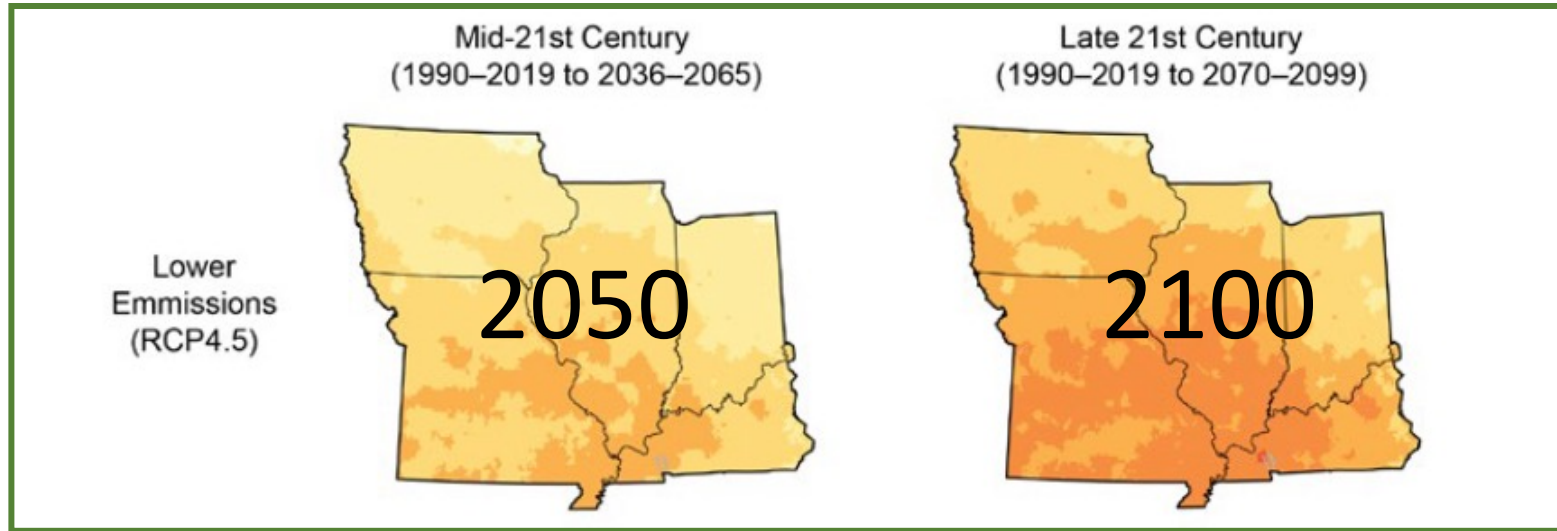 Mid-21st Century
(1990–2019 to 2036–2065)
Late 21st Century
(1990–2019 to 2070–2099)
Lower
Emmissions
(RCP4.5)
2050
2100